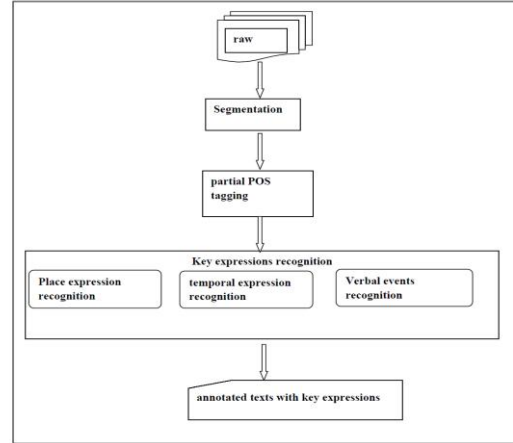 raw
Segmentation
partial POS
tagging
Key expressions recognition
Place expression
recognition
temporal expression
recognition
Verbal events
recognition
annotated texts with key expressions